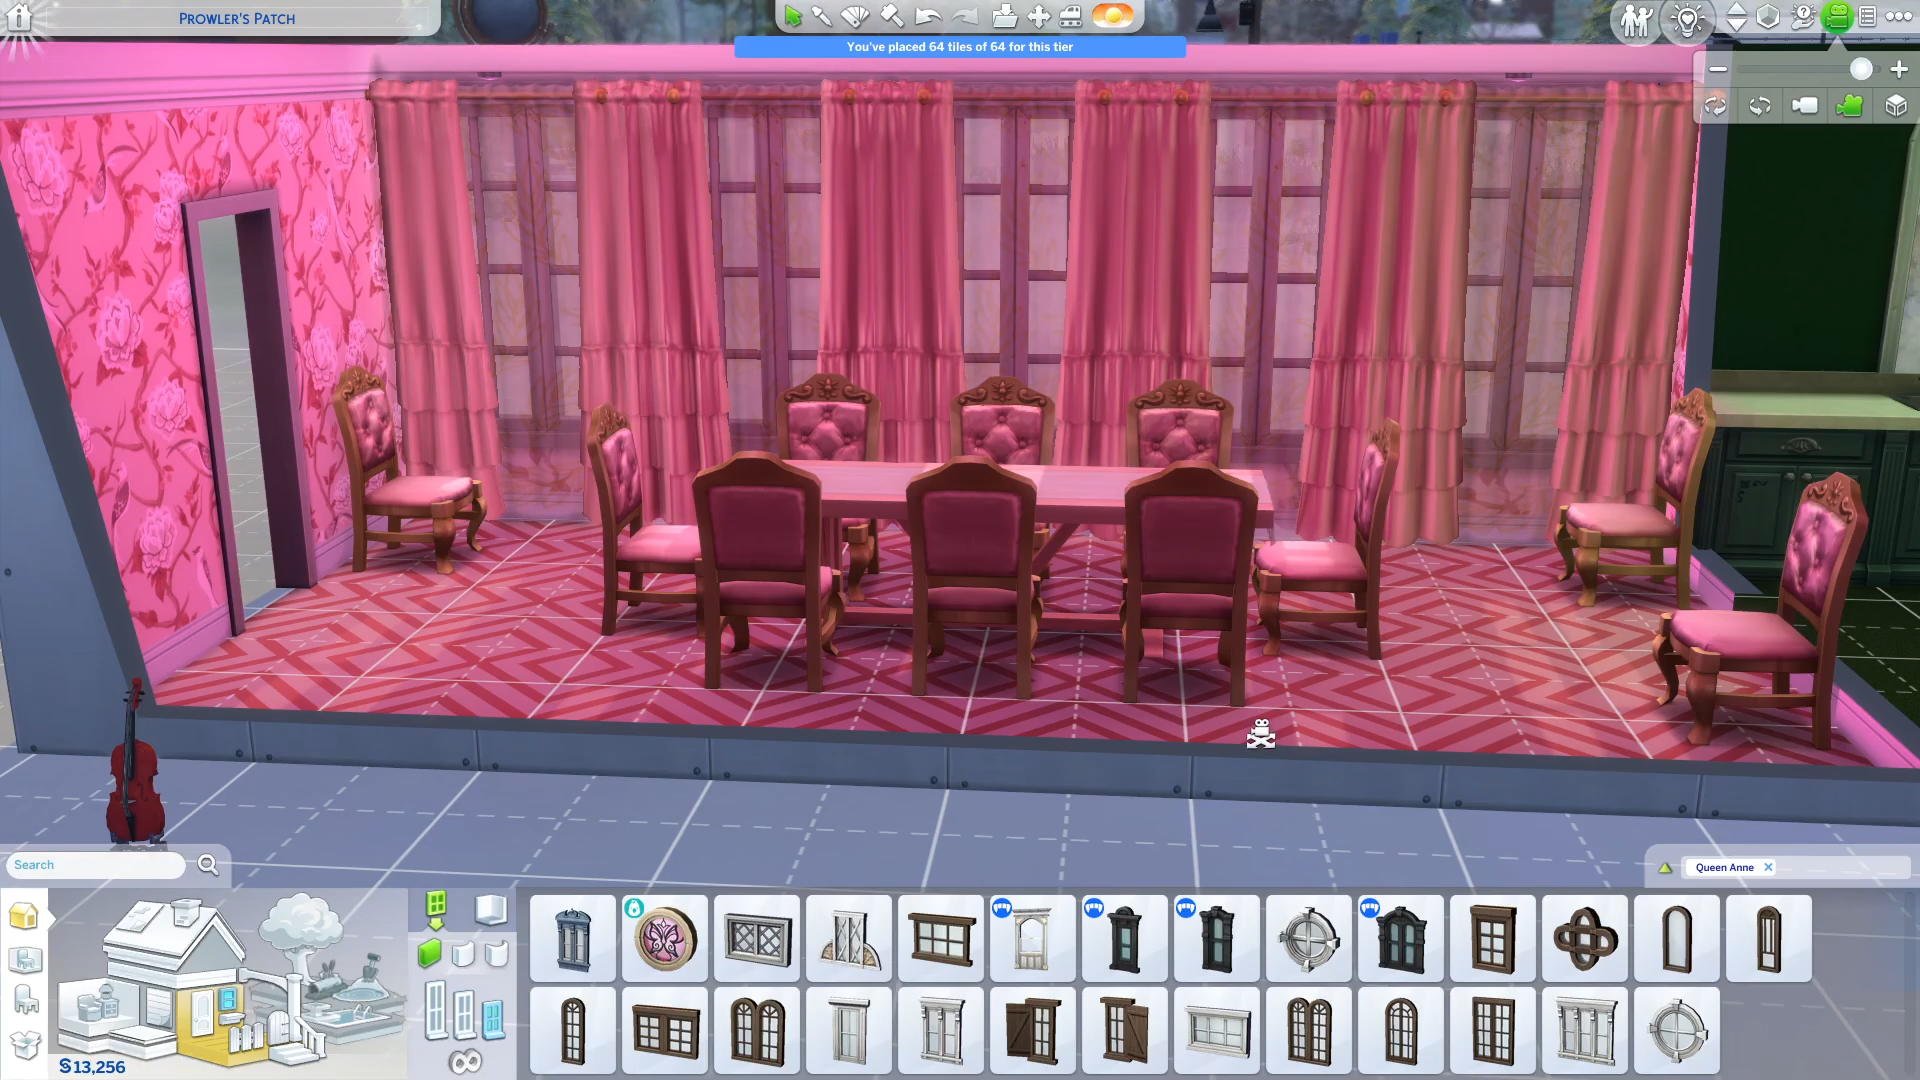 PROWLER'S PATCH
You've placed 64 tiles of 64 for this tier
Search
Queen Anne
§13,256